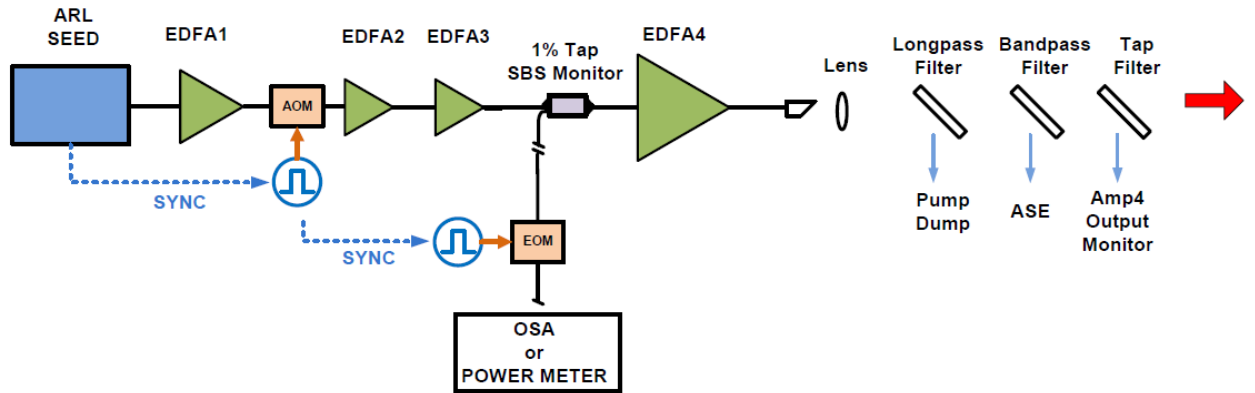 ARL
SEED
EDFA1
EDFA2
EDFA3
1% Tap
SBS Monitor
EDFA4
Lens
Longpass
Filter
Bandpass
Filter
Tap
Filter
AOM
SYNC
SYNC
EOM
OSA
or
POWER METER
Pump
Dump
ASE
Amp4
Output
Monitor